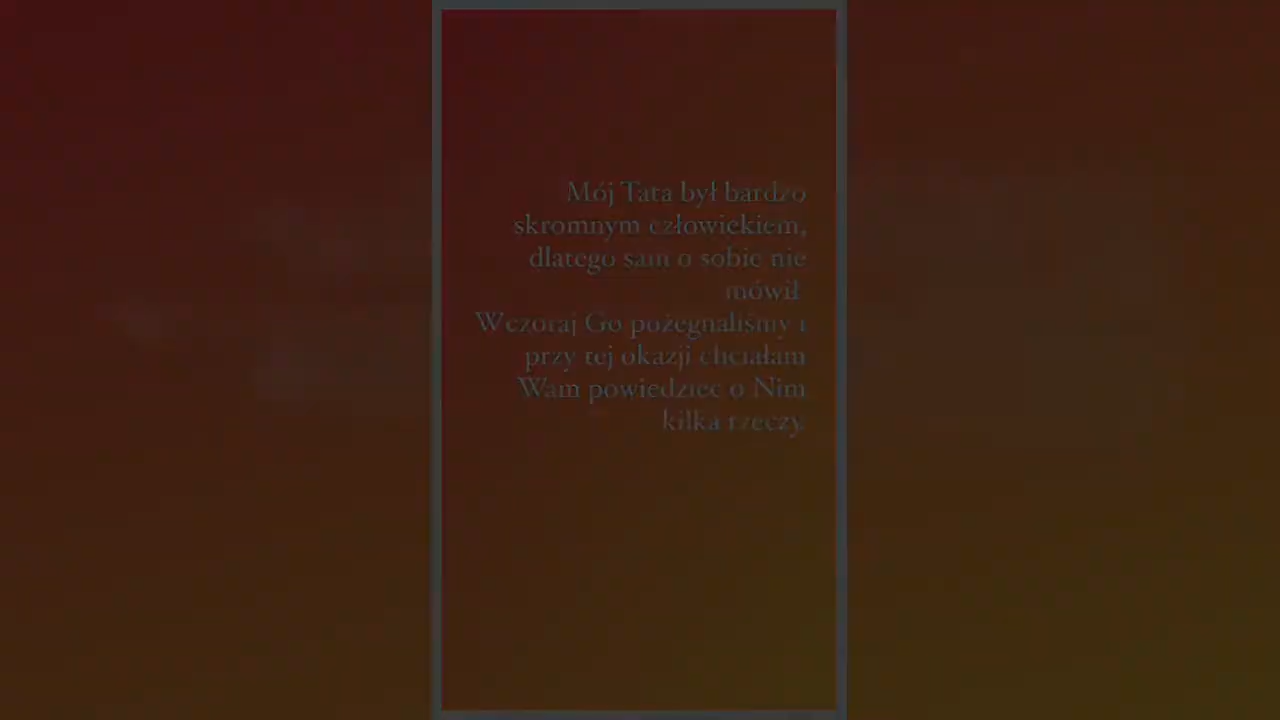 Mój Tata był bardzo
skromnym człowiekiem,
dlatego sam o sobie nie
mówił.
Wczoraj Go pożegnaliśmy i
przy tej okazji chciałam
Wam powiedzieć o Nim
kilka rzeczy.